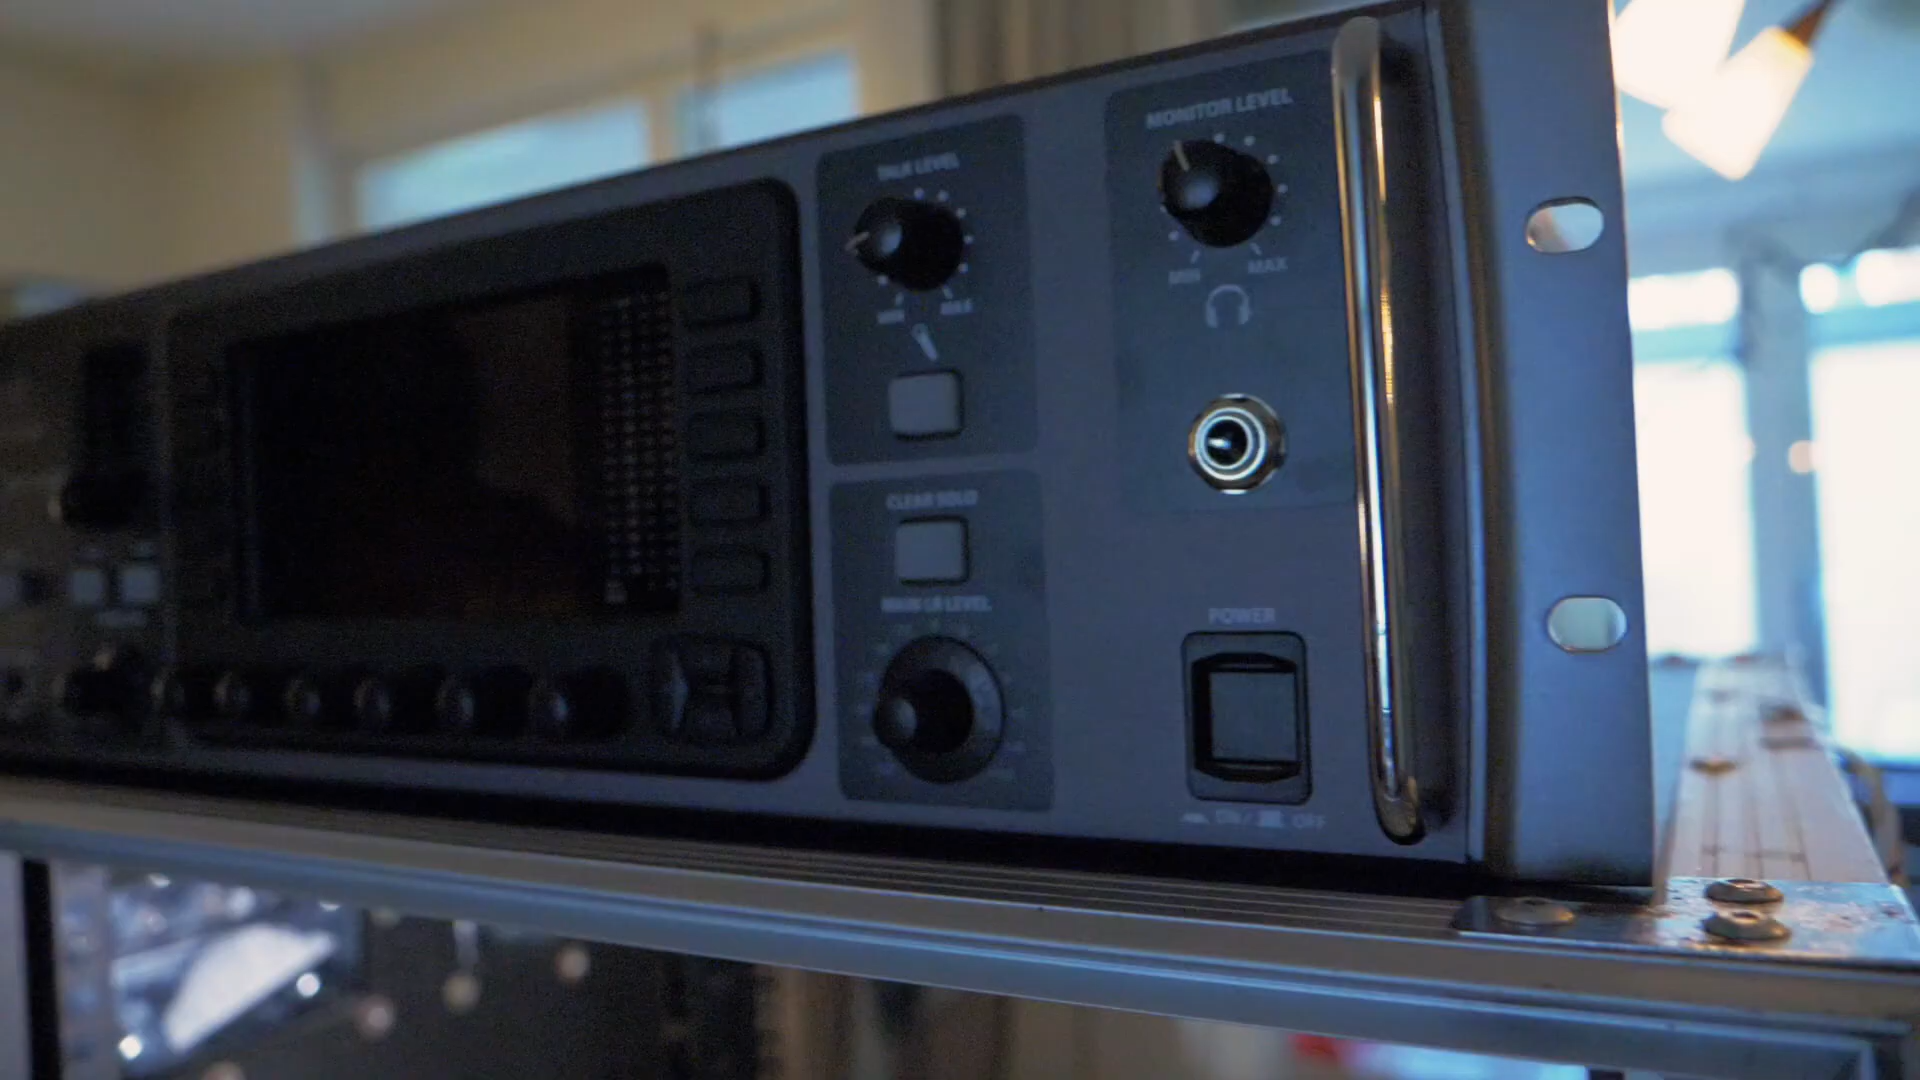 MONITOR LEVEL
TALK LEVEL
MIN MAX
MIN MAX
CLEAR SOLO
MAIN LR LEVEL
POWER
ON / OFF